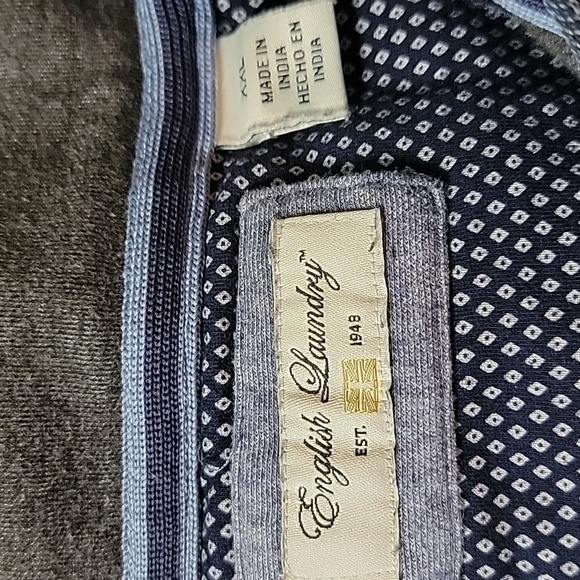 XXL
MADE IN
INDIA
HECHO EN
INDIA
English Laundry™
EST. 1948